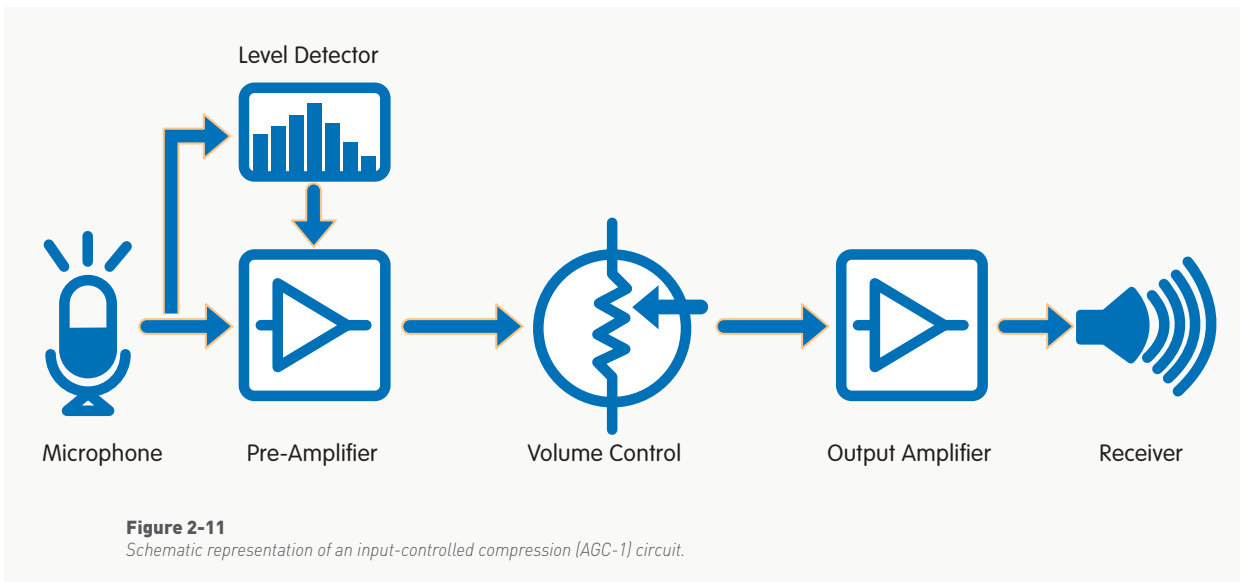 Level Detector
Microphone
Pre-Amplifier
Volume Control
Output Amplifier
Receiver
Figure 2-11
Schematic representation of an input-controlled compression (AGC-1) circuit.